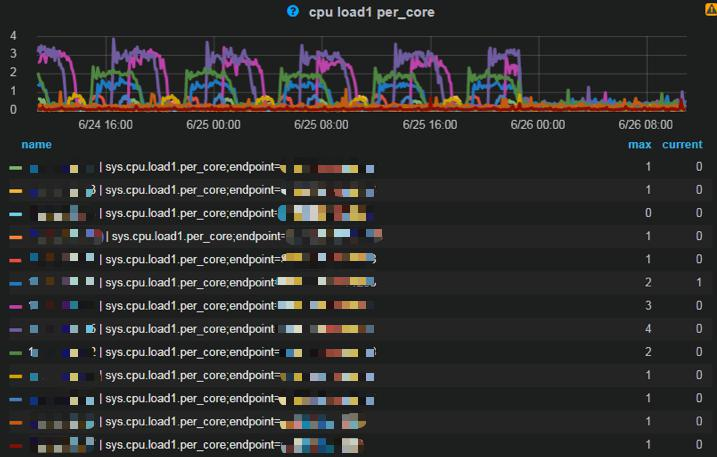 cpu load1 per_core
4
3
2
1
0
6/24 16:00 6/25 00:00 6/25 08:00 6/25 16:00 6/26 00:00 6/26 08:00
name max current
| sys.cpu.load1.per_core;endpoint= 1 0
| sys.cpu.load1.per_core;endpoint= 1 0
| sys.cpu.load1.per_core;endpoint= 0 0
| sys.cpu.load1.per_core;endpoint= 1 0
| sys.cpu.load1.per_core;endpoint= 1 0
| sys.cpu.load1.per_core;endpoint= 2 1
| sys.cpu.load1.per_core;endpoint= 3 0
| sys.cpu.load1.per_core;endpoint= 4 0
| sys.cpu.load1.per_core;endpoint= 2 0
| sys.cpu.load1.per_core;endpoint= 1 0
| sys.cpu.load1.per_core;endpoint= 1 0
| sys.cpu.load1.per_core;endpoint= 1 0
| sys.cpu.load1.per_core;endpoint= 1 0